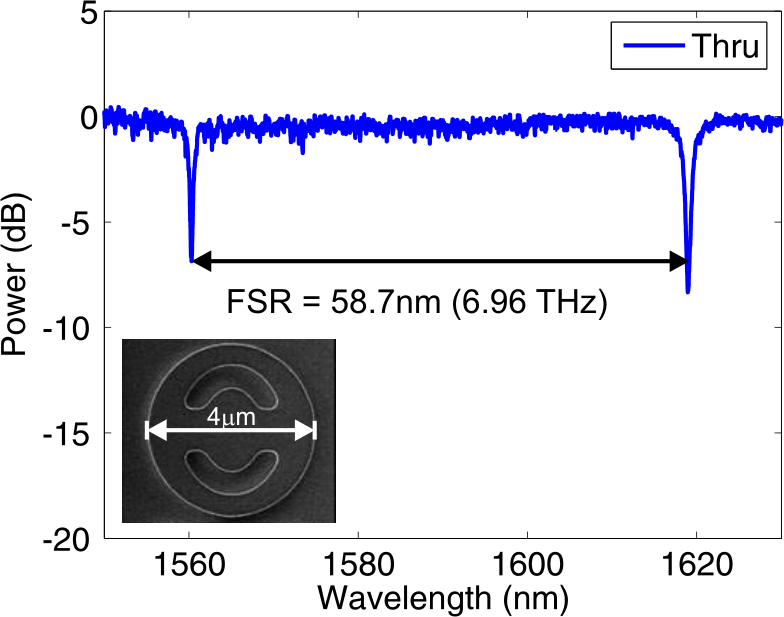 5
0
-5
-10
-15
-20
Power (dB)
Thru
FSR = 58.7nm (6.96 THz)
4μm
1560 1580 1600 1620
Wavelength (nm)